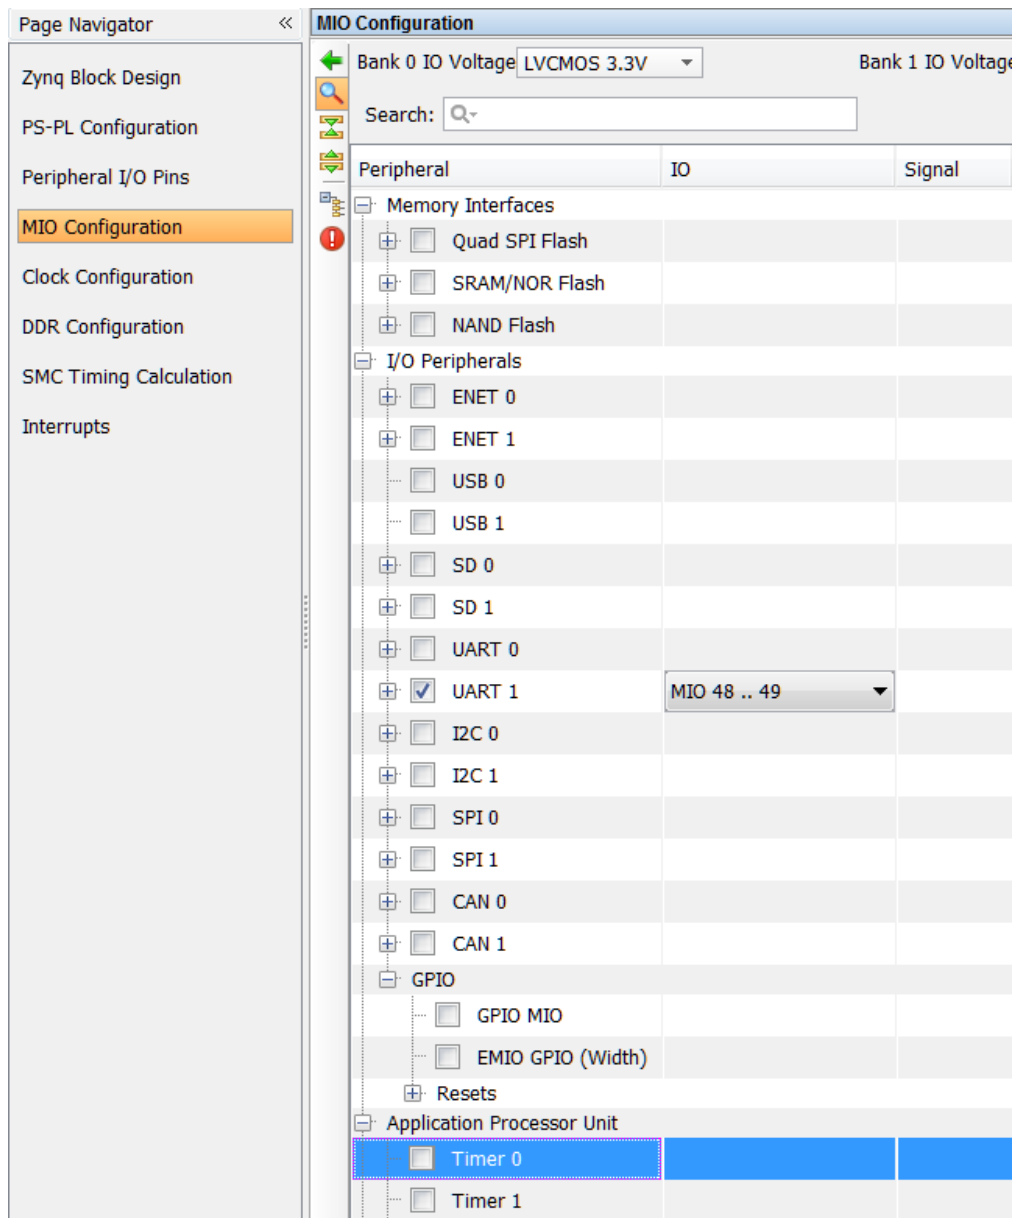 Page Navigator
Zynq Block Design
PS-PL Configuration
Peripheral I/O Pins
MIO Configuration
Clock Configuration
DDR Configuration
SMC Timing Calculation
Interrupts
MIO Configuration
Bank 0 IO Voltage LVCMOS 3.3V Bank 1 IO Voltage
Search:
Peripheral IO Signal
Memory Interfaces
Quad SPI Flash
SRAM/NOR Flash
NAND Flash
I/O Peripherals
ENET 0
ENET 1
USB 0
USB 1
SD 0
SD 1
UART 0
UART 1 MIO 48 .. 49
I2C 0
I2C 1
SPI 0
SPI 1
CAN 0
CAN 1
GPIO
GPIO MIO
EMIO GPIO (Width)
Resets
Application Processor Unit
Timer 0
Timer 1